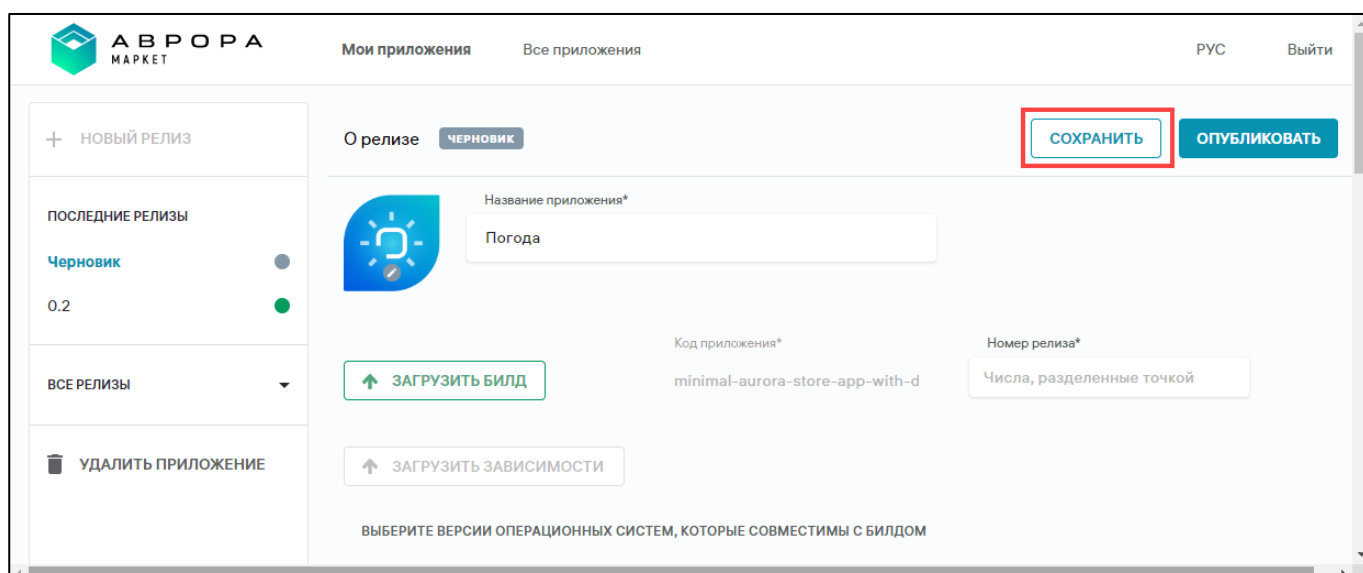 АВРОРА
МАРКЕТ
Мои приложения
Все приложения
РУС
Выйти
НОВЫЙ РЕЛИЗ
ПОСЛЕДНИЕ РЕЛИЗЫ
Черновик
0.2
ВСЕ РЕЛИЗЫ
УДАЛИТЬ ПРИЛОЖЕНИЕ
О релизе
ЧЕРНОВИК
СОХРАНИТЬ
ОПУБЛИКОВАТЬ
Название приложения*
Погода
ЗАГРУЗИТЬ БИЛД
Код приложения*
minimal-aurora-store-app-with-d
Номер релиза*
Числа, разделенные точкой
ЗАГРУЗИТЬ ЗАВИСИМОСТИ
ВЫБЕРИТЕ ВЕРСИИ ОПЕРАЦИОННЫХ СИСТЕМ, КОТОРЫЕ СОВМЕСТИМЫ С БИЛДОМ